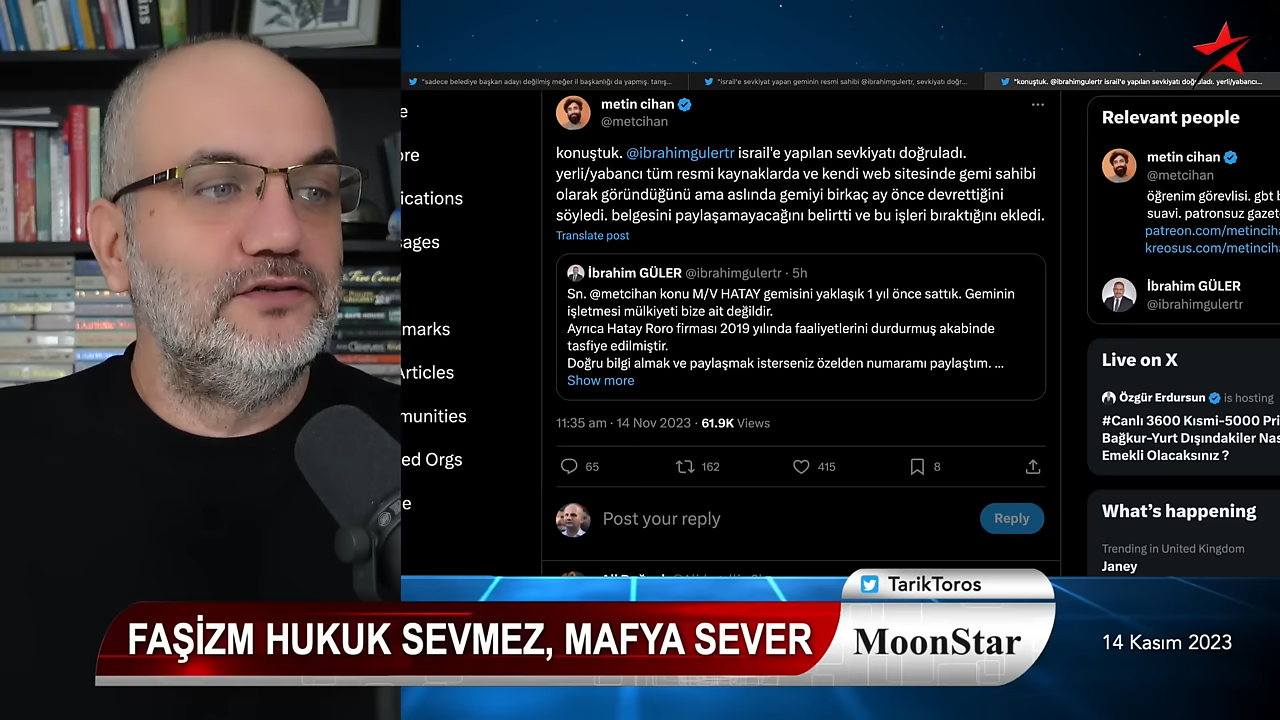 "sadece belediye başkan adayı değilmiş meğer il başkanlığı da yapmış. tanış...
"israil'e sevkiyat yapan geminin resmi sahibi @ibrahimgulertr, sevkiyatı doğr...
"konuştuk. @ibrahimgulertr israil'e yapılan sevkiyatı doğruladı. yerli/yabancı...
metin cihan
@metcihan
konuştuk. @ibrahimgulertr israil'e yapılan sevkiyatı doğruladı.
yerli/yabancı tüm resmi kaynaklarda ve kendi web sitesinde gemi sahibi
olarak göründüğünü ama aslında gemiyi birkaç ay önce devrettiğini
söyledi. belgesini paylaşamayacağını belirtti ve bu işleri bıraktığını ekledi.
Translate post
İbrahim GÜLER @ibrahimgulertr · 5h
Sn. @metcihan konu M/V HATAY gemisini yaklaşık 1 yıl önce sattık. Geminin
işletmesi mülkiyeti bize ait değildir.
Ayrıca Hatay Roro firması 2019 yılında faaliyetlerini durdurmuş akabinde
tasfiye edilmiştir.
Doğru bilgi almak ve paylaşmak isterseniz özelden numaramı paylaştım. ...
Show more
11:35 am · 14 Nov 2023 · 61.9K Views
65 162 415 8
Post your reply
Reply
e
ore
ications
sages
marks
Articles
munities
ed Orgs
e
Relevant people
metin cihan
@metcihan
öğrenim görevlisi. gbt b
suavi. patronsuz gazet
patreon.com/metincih
kreosus.com/metinciha
İbrahim GÜLER
@ibrahimgulertr
Live on X
Özgür Erdursun is hosting
#Canlı 3600 Kısmi-5000 Pri
Bağkur-Yurt Dışındakiler Nas
Emekli Olacaksınız ?
What's happening
Trending in United Kingdom
Janey
TarikToros
FAŞİZM HUKUK SEVMEZ, MAFYA SEVER
MoonStar
14 Kasım 2023